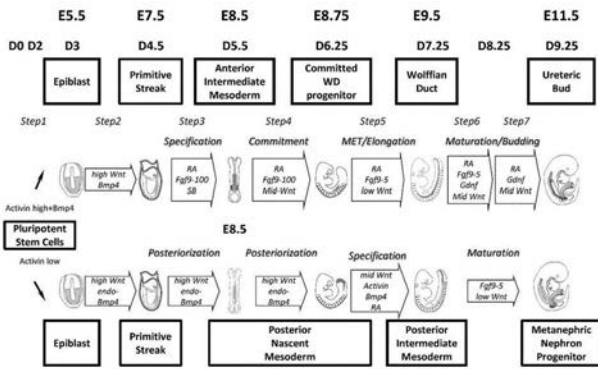 E5.5 E7.5 E8.5 E8.75 E9.5 E11.5
D0 D2 D3 D4.5 D5.5 D6.25 D7.25 D8.25 D9.25
Epiblast
Primitive
Streak
Anterior
Intermediate
Mesoderm
Committed
WD
progenitor
Wolffian
Duct
Ureteric
Bud
Step1 Step2 Step3 Step4 Step5 Step6 Step7
Specification Commitment MET/Elongation Maturation/Budding
high Wnt
Bmp4
RA
Fgf9-100
SB
RA
Fgf9-100
Mid-Wnt
RA
Fgf9-5
low Wnt
RA
Fgf9-5
Gdnf
Mid Wnt
RA
Gdnf
Mid Wnt
Activin high+Bmp4
Pluripotent
Stem Cells
Activin low
E8.5
Posteriorization Posteriorization Specification Maturation
high Wnt
endo-
Bmp4
high Wnt
endo-
Bmp4
high Wnt
endo-
Bmp4
mid Wnt
Activin
Bmp4
RA
Fgf9-5
low Wnt
Epiblast
Primitive
Streak
Posterior
Nascent
Mesoderm
Posterior
Intermediate
Mesoderm
Metanephric
Nephron
Progenitor